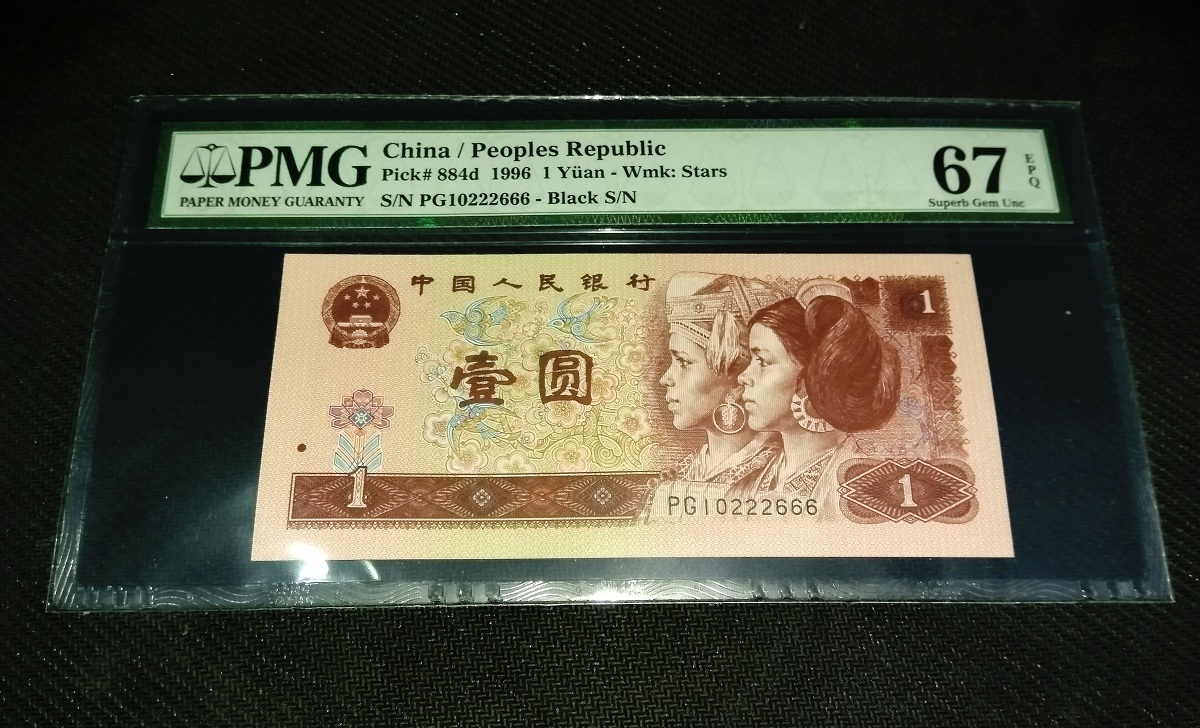 PMG
PAPER MONEY GUARANTY
China / Peoples Republic
Pick# 884d 1996 1 Yüan - Wmk: Stars
S/N PG10222666 - Black S/N
67
EPQ
Superb Gem Unc
中国人民银行
1
壹圆
1
PG10222666
1